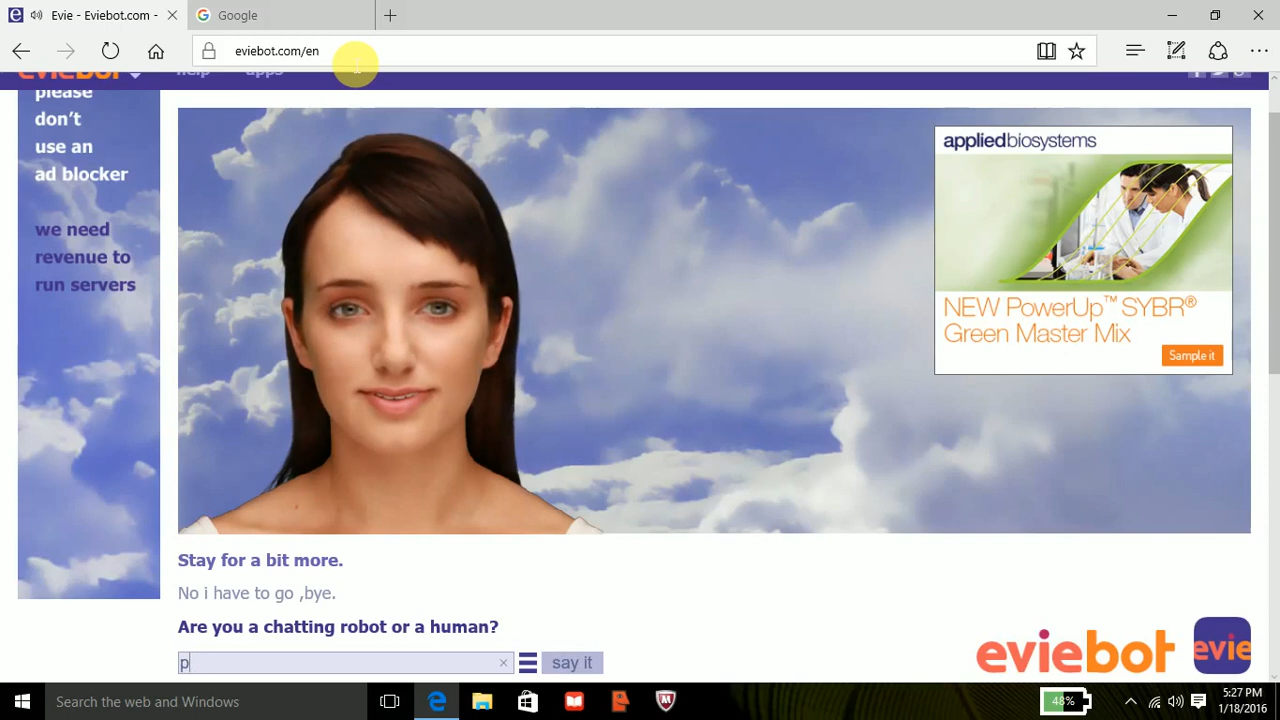 Evie - Eviebot.com -
Google
eviebot.com/en
eviebot
help
apps
please
don't
use an
ad blocker
we need
revenue to
run servers
appliedbiosystems
NEW PowerUp™ SYBR®
Green Master Mix
Sample it
Stay for a bit more.
No i have to go ,bye.
Are you a chatting robot or a human?
p
say it
eviebot
evie
Search the web and Windows
48%
5:27 PM
1/18/2016